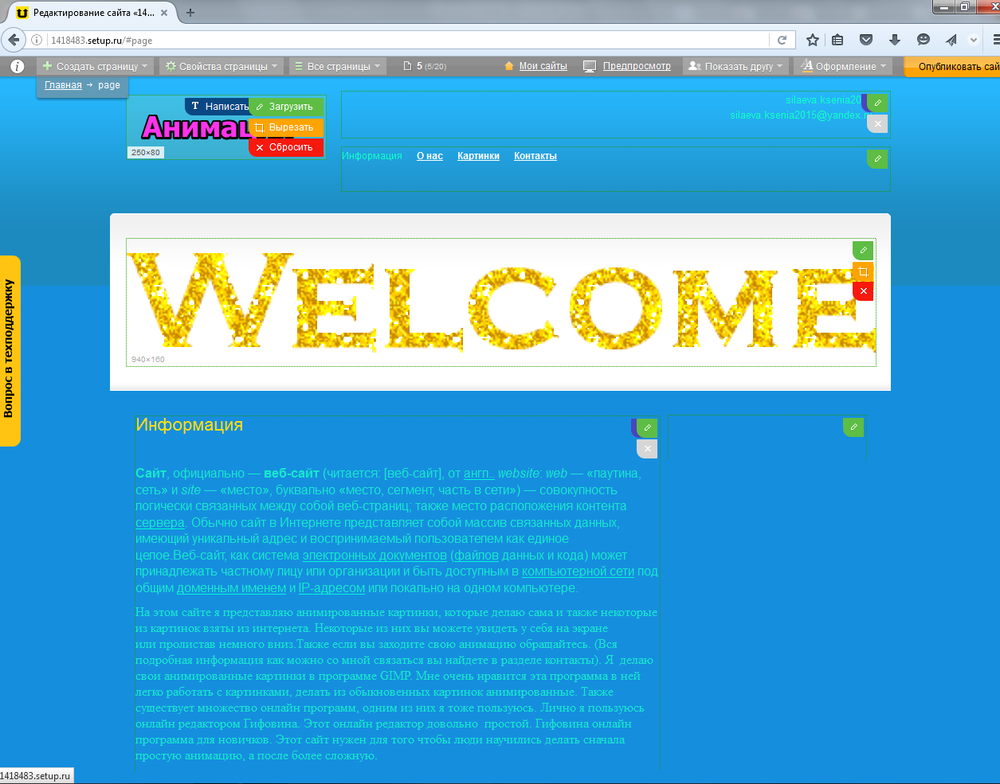 Редактирование сайта «14...
1418483.setup.ru/#page
Создать страницу Свойства страницы Все страницы 5 (5/20) Мои сайты Предпросмотр Показать другу Оформление Опубликовать сай
Главная → page
T Написать Загрузить
Вырезать
Сбросить
250×80
silaeva.ksenia20
silaeva.ksenia2015@yandex.r
Информация О нас Картинки Контакты
WELCOME
940×160
Вопрос в техподдержку
Информация
Сайт, официально — веб-сайт (читается: [веб-сайт], от англ.. website: web — «паутина,
сеть» и site — «место», буквально «место, сегмент, часть в сети») — совокупность
логически связанных между собой веб-страниц; также место расположения контента
сервера. Обычно сайт в Интернете представляет собой массив связанных данных,
имеющий уникальный адрес и воспринимаемый пользователем как единое
целое.Веб-сайт, как система электронных документов (файлов данных и кода) может
принадлежать частному лицу или организации и быть доступным в компьютерной сети под
общим доменным именем и IP-адресом или локально на одном компьютере.
На этом сайте я представляю анимированные картинки, которые делаю сама и также некоторые
из картинок взяты из интернета. Некоторые из них вы можете увидеть у себя на экране
или пролистав немного вниз.Также если вы заходите свою анимацию обращайтесь. (Вся
подробная информация как можно со мной связаться вы найдете в разделе контакты). Я делаю
свои анимированные картинки в программе GIMP. Мне очень нравится эта программа в ней
легко работать с картинками, делать из обыкновенных картинок анимированные. Также
существует множество онлайн программ, одним из них я тоже пользуюсь. Лично я пользуюсь
онлайн редактором Гифовина. Этот онлайн редактор довольно простой. Гифовина онлайн
программа для новичков. Этот сайт нужен для того чтобы люди научились делать сначала
простую анимацию, а после более сложную.
1418483.setup.ru